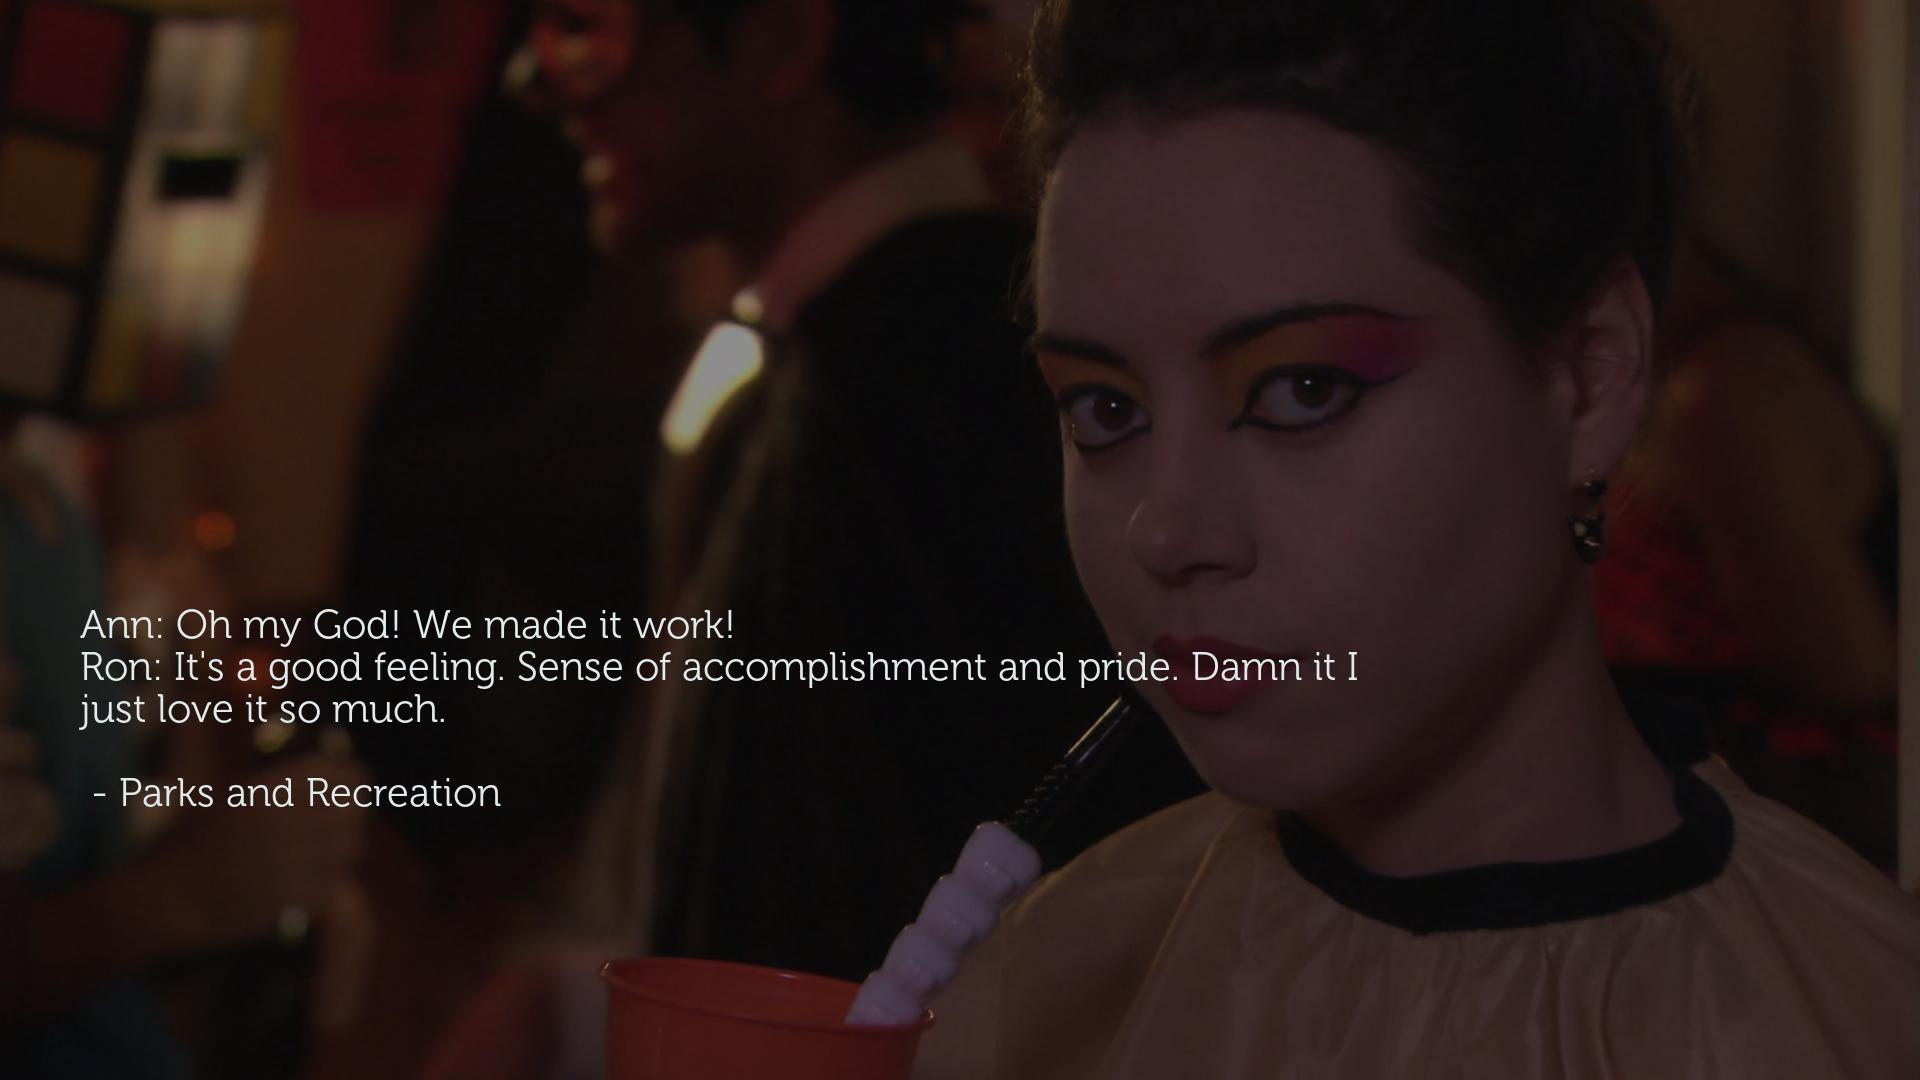 Ann: Oh my God! We made it work!
Ron: It's a good feeling. Sense of accomplishment and pride. Damn it I
just love it so much.
- Parks and Recreation